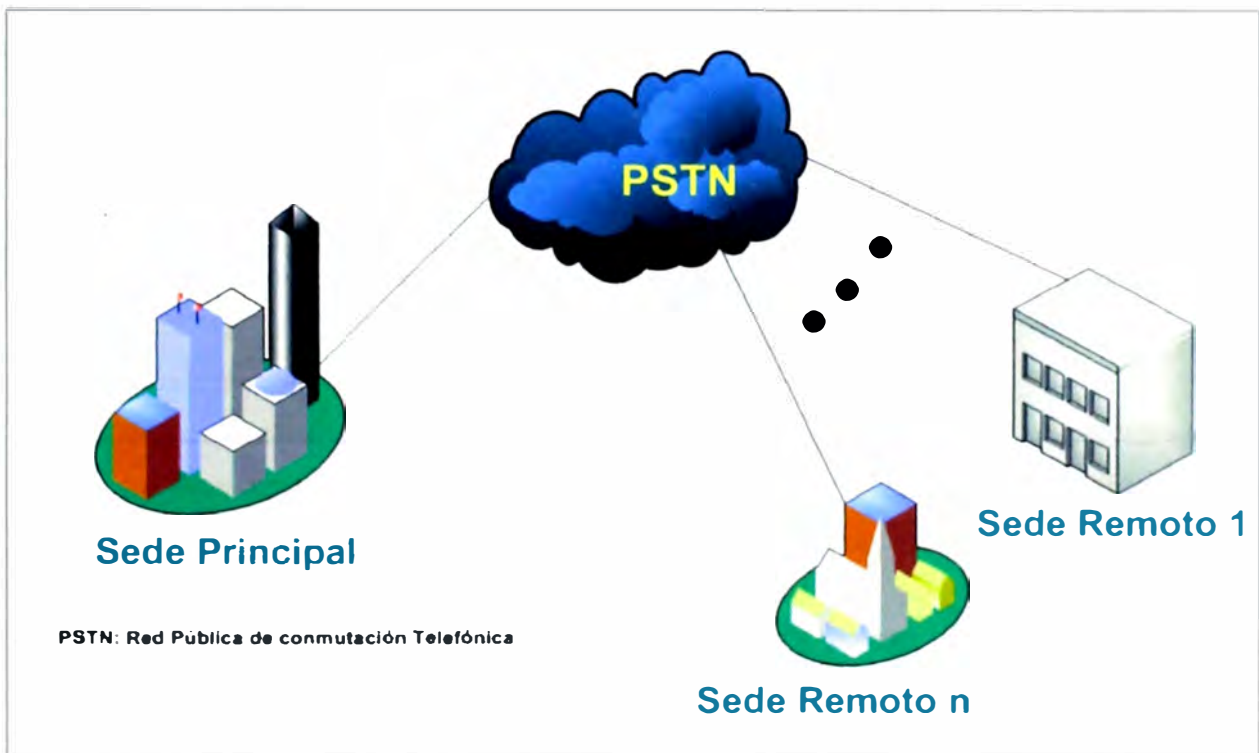 PSTN
Sede Principal
Sede Remoto 1
PSTN: Red Pública de conmutación Telefónica
Sede Remoto n